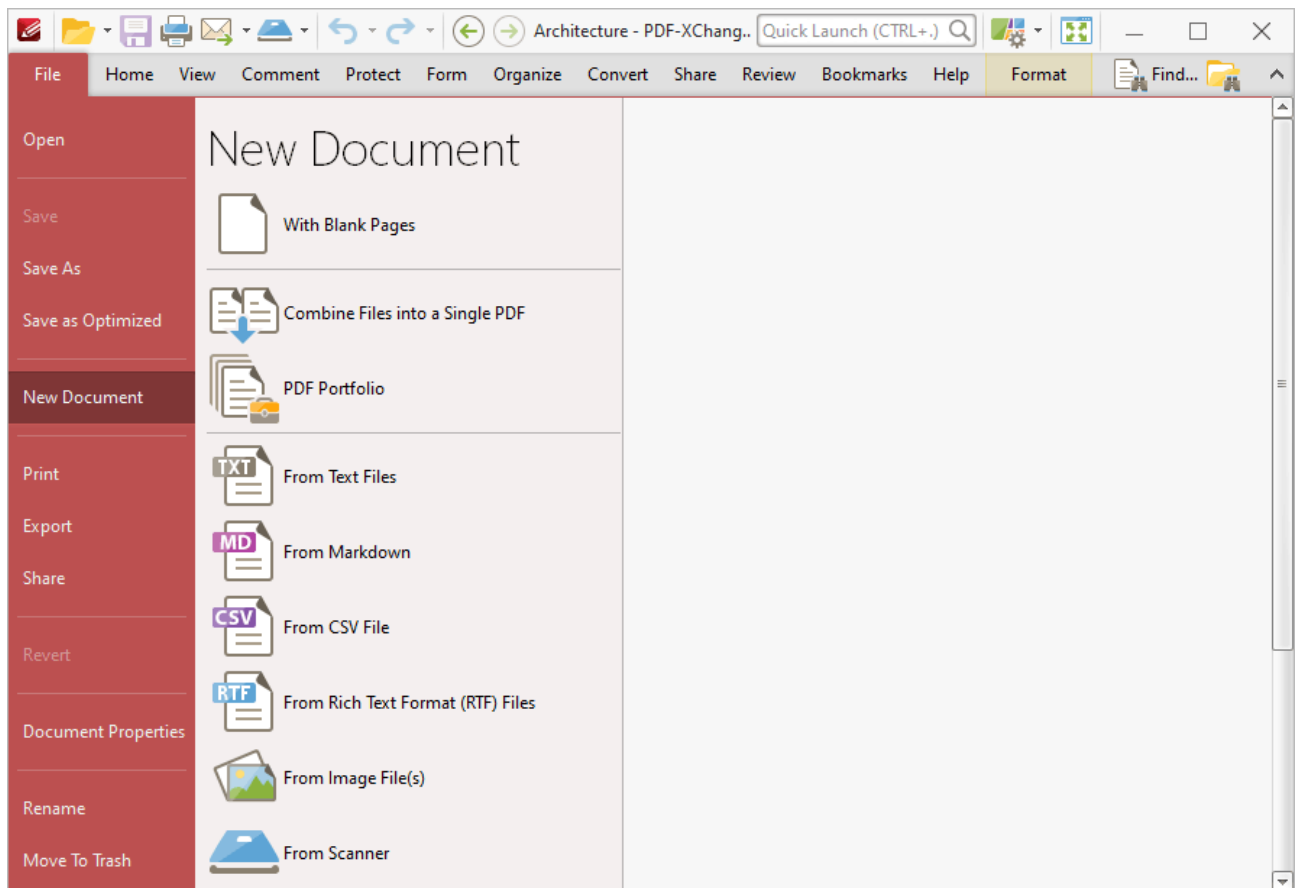 Architecture - PDF-XChang.. Quick Launch (CTRL+.)
File Home View Comment Protect Form Organize Convert Share Review Bookmarks Help Format Find...
Open
Save
Save As
Save as Optimized
New Document
Print
Export
Share
Revert
Document Properties
Rename
Move To Trash
New Document
With Blank Pages
Combine Files into a Single PDF
PDF Portfolio
TXT From Text Files
MD From Markdown
CSV From CSV File
RTF From Rich Text Format (RTF) Files
From Image File(s)
From Scanner